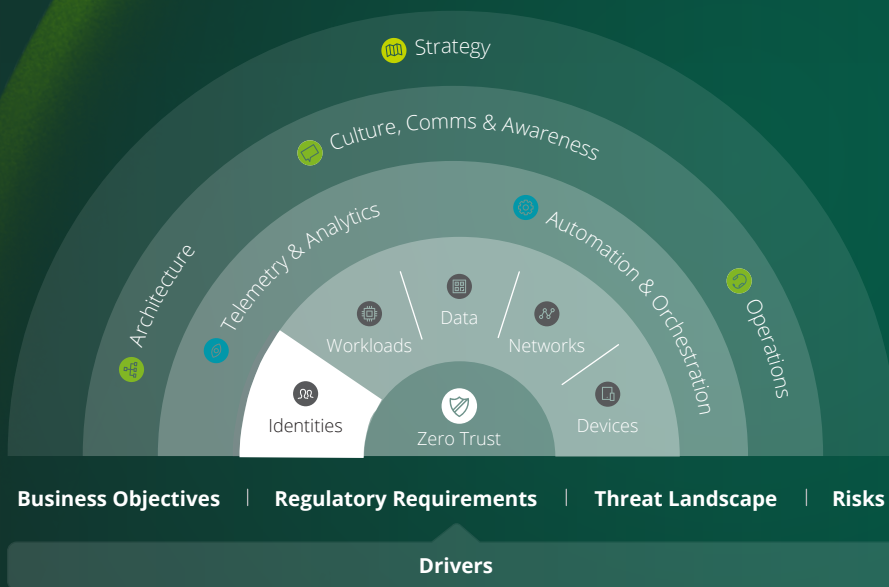 Strategy
Culture, Comms & Awareness
Architecture
Telemetry & Analytics
Automation & Orchestration
Operations
Identities
Workloads
Data
Networks
Devices
Zero Trust
Business Objectives | Regulatory Requirements | Threat Landscape | Risks
Drivers